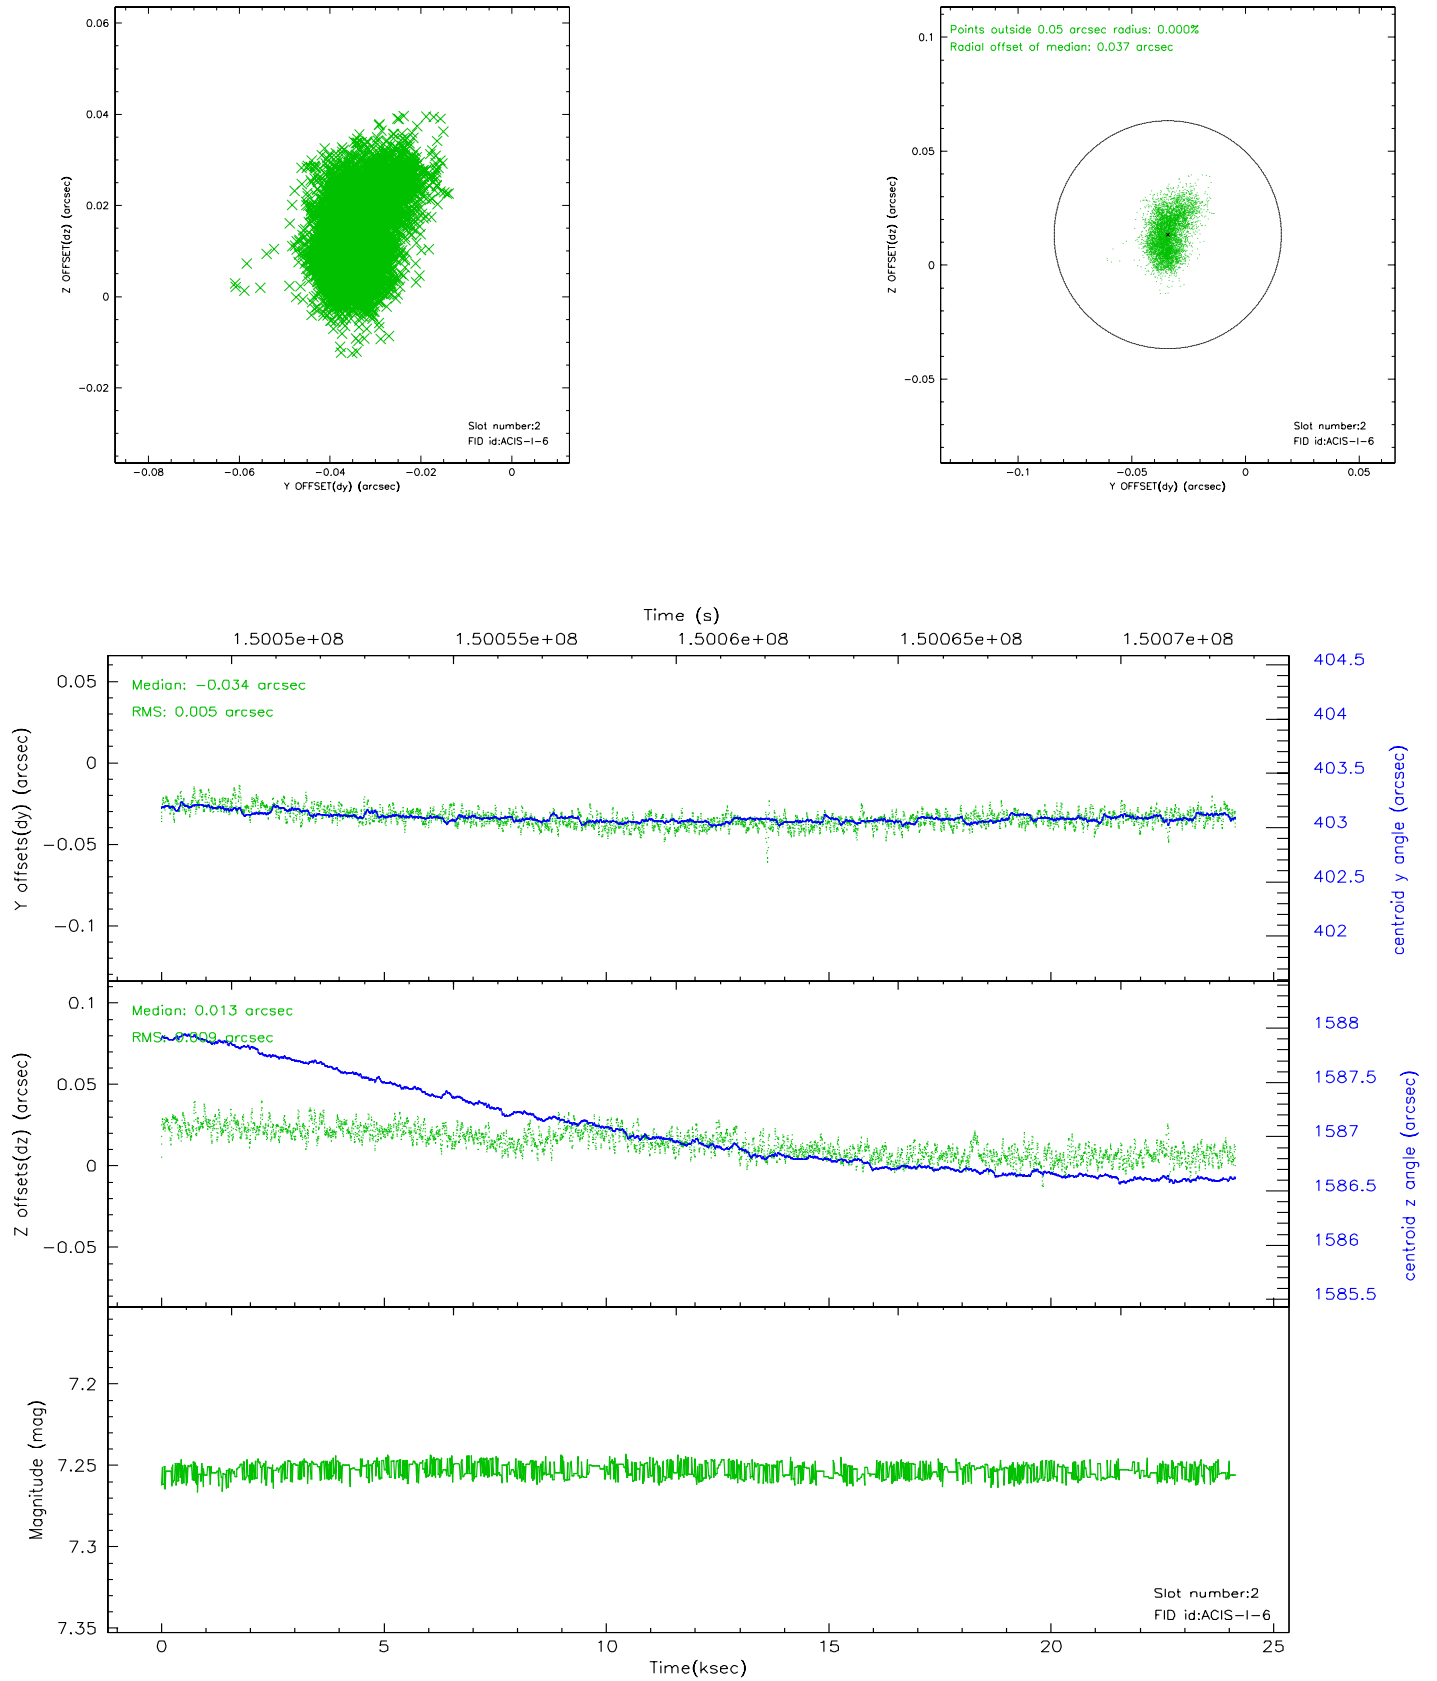 0.06
0.04
0.02
0
−0.02
Z OFFSET(dz) (arcsec)
Slot number:2
FID id:ACIS−I−6
−0.08 −0.06 −0.04 −0.02 0
Y OFFSET(dy) (arcsec)
Points outside 0.05 arcsec radius: 0.000%
Radial offset of median: 0.037 arcsec
0.1
0.05
0
−0.05
Z OFFSET(dz) (arcsec)
Slot number:2
FID id:ACIS−I−6
−0.1 −0.05 0 0.05
Y OFFSET(dy) (arcsec)
Time (s)
1.5005e+08 1.50055e+08 1.5006e+08 1.50065e+08 1.5007e+08
Median: −0.034 arcsec
RMS: 0.005 arcsec
0.05
0
−0.05
−0.1
Y offsets(dy) (arcsec)
404.5
404
403.5
403
402.5
402
centroid y angle (arcsec)
Median: 0.013 arcsec
RMS: 0.009 arcsec
0.1
0.05
0
−0.05
Z offsets(dz) (arcsec)
1588
1587.5
1587
1586.5
1586
1585.5
centroid z angle (arcsec)
7.2
7.25
7.3
7.35
Magnitude (mag)
Slot number:2
FID id:ACIS−I−6
0 5 10 15 20 25
Time(ksec)